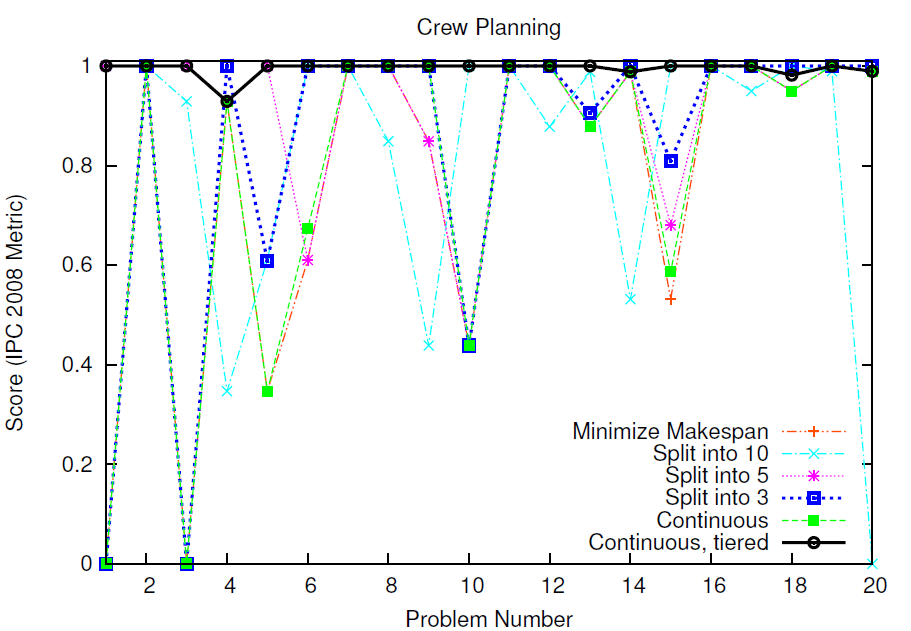 Crew Planning
Score (IPC 2008 Metric)
1
0.8
0.6
0.4
0.2
0
Minimize Makespan
Split into 10
Split into 5
Split into 3
Continuous
Continuous, tiered
2 4 6 8 10 12 14 16 18 20
Problem Number